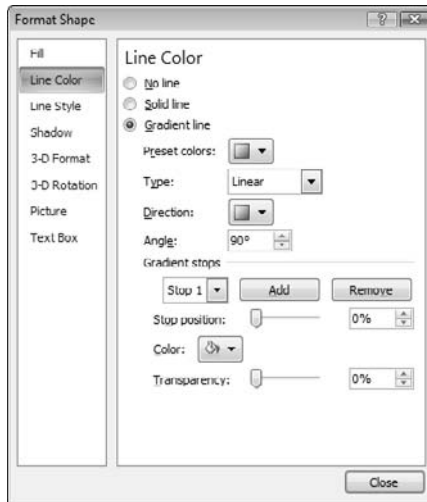 Format Shape
Fill
Line Color
Line Style
Shadow
3-D Format
3-D Rotation
Picture
Text Box
Line Color
No line
Solid line
Gradient line
Preset colors:
Type: Linear
Direction:
Angle: 90°
Gradient stops
Stop 1 Add Remove
Stop position: 0%
Color:
Transparency: 0%
Close